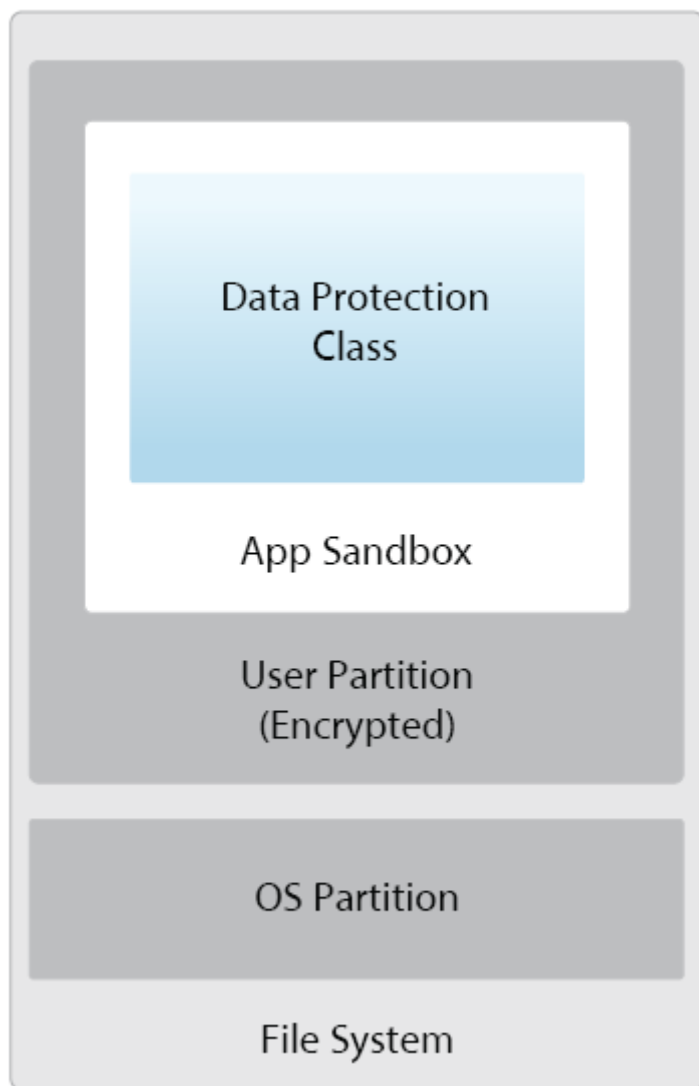 Data Protection
Class
App Sandbox
User Partition
(Encrypted)
OS Partition
File System